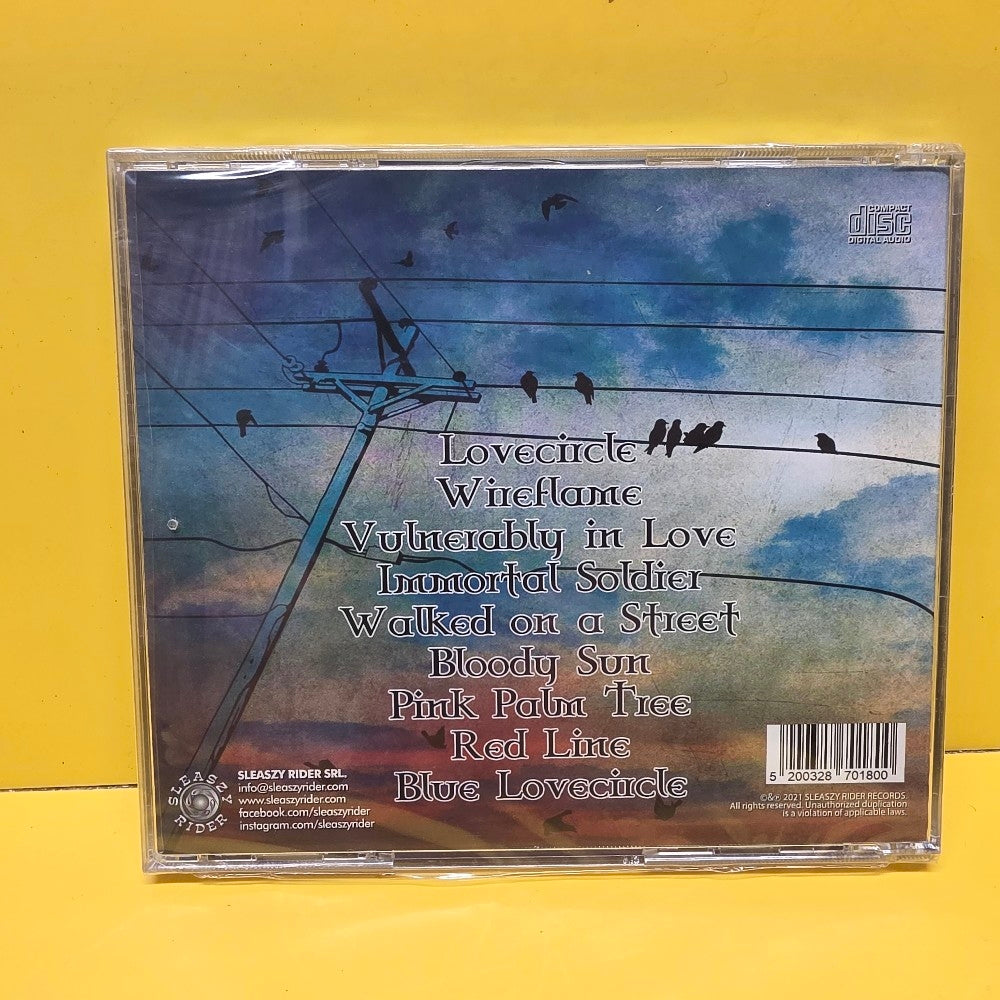 COMPACT
disc
DIGITAL AUDIO
Lovecircle
Wireflame
Vulnerably in Love
Immortal Soldier
Walked on a Street
Bloody Sun
Pink Palm Tree
Red Line
Blue Lovecircle
SLEASZY RIDER
SLEASZY RIDER SRL.
info@sleaszyrider.com
www.sleaszyrider.com
facebook.com/sleaszyrider
instagram.com/sleaszyrider
5 200328 701800
©&℗ 2021 SLEASZY RIDER RECORDS.
All rights reserved. Unauthorized duplication
is a violation of applicable laws.